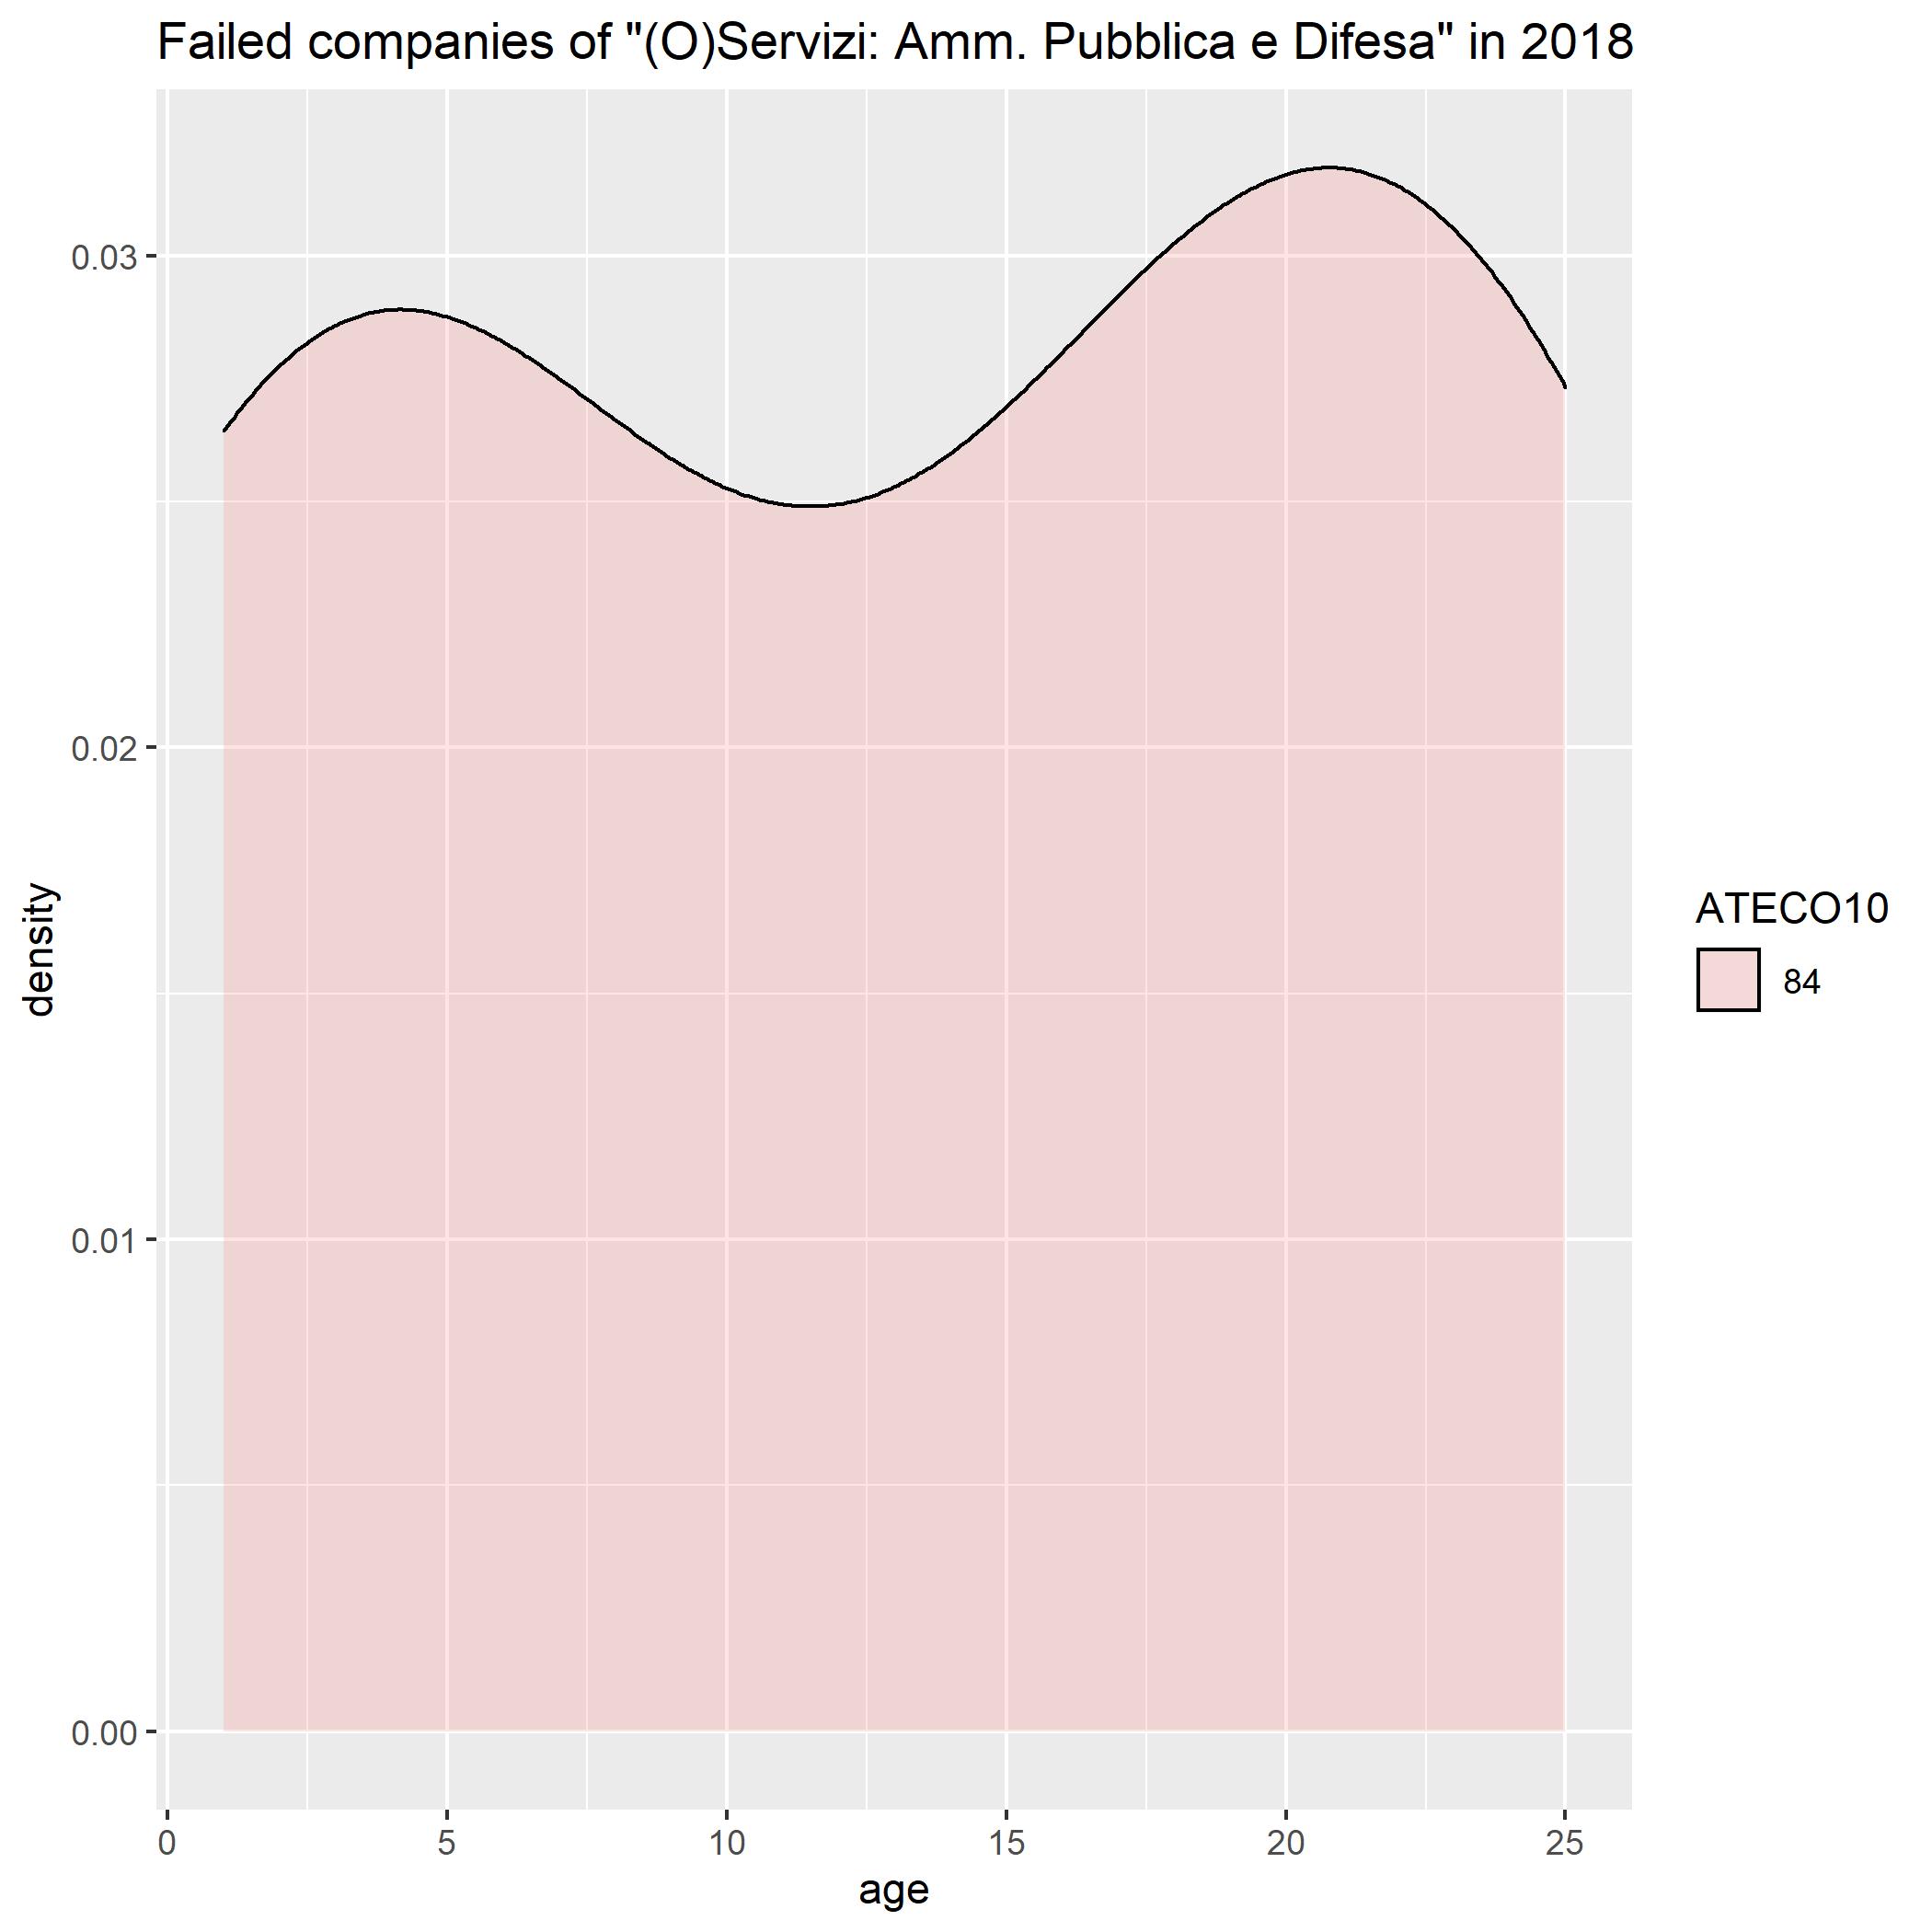 Failed companies of "(O)Servizi: Amm. Pubblica e Difesa" in 2018
0.03
0.02
0.01
0.00
density
0 5 10 15 20 25
age
ATECO10
84